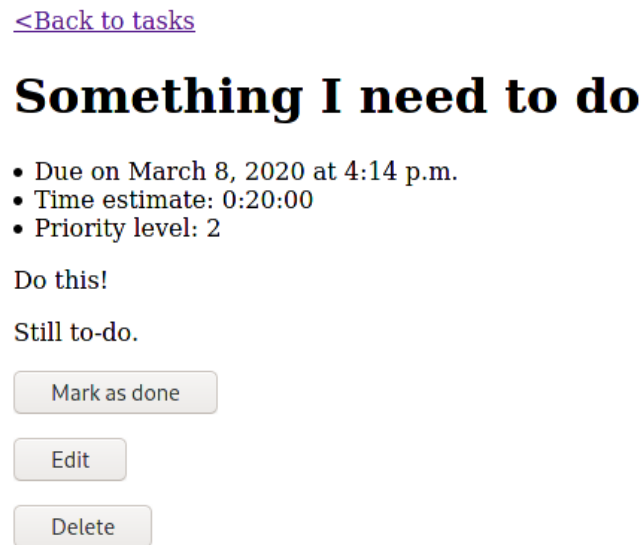 <Back to tasks
Something I need to do
• Due on March 8, 2020 at 4:14 p.m.
• Time estimate: 0:20:00
• Priority level: 2
Do this!
Still to-do.
Mark as done
Edit
Delete